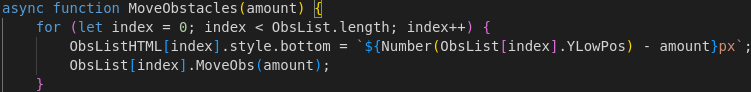 async function MoveObstacles(amount) {
    for (let index = 0; index < ObsList.length; index++) {
        ObsListHTML[index].style.bottom = `${Number(ObsList[index].YLowPos) - amount}px`;
        ObsList[index].MoveObs(amount);
    }